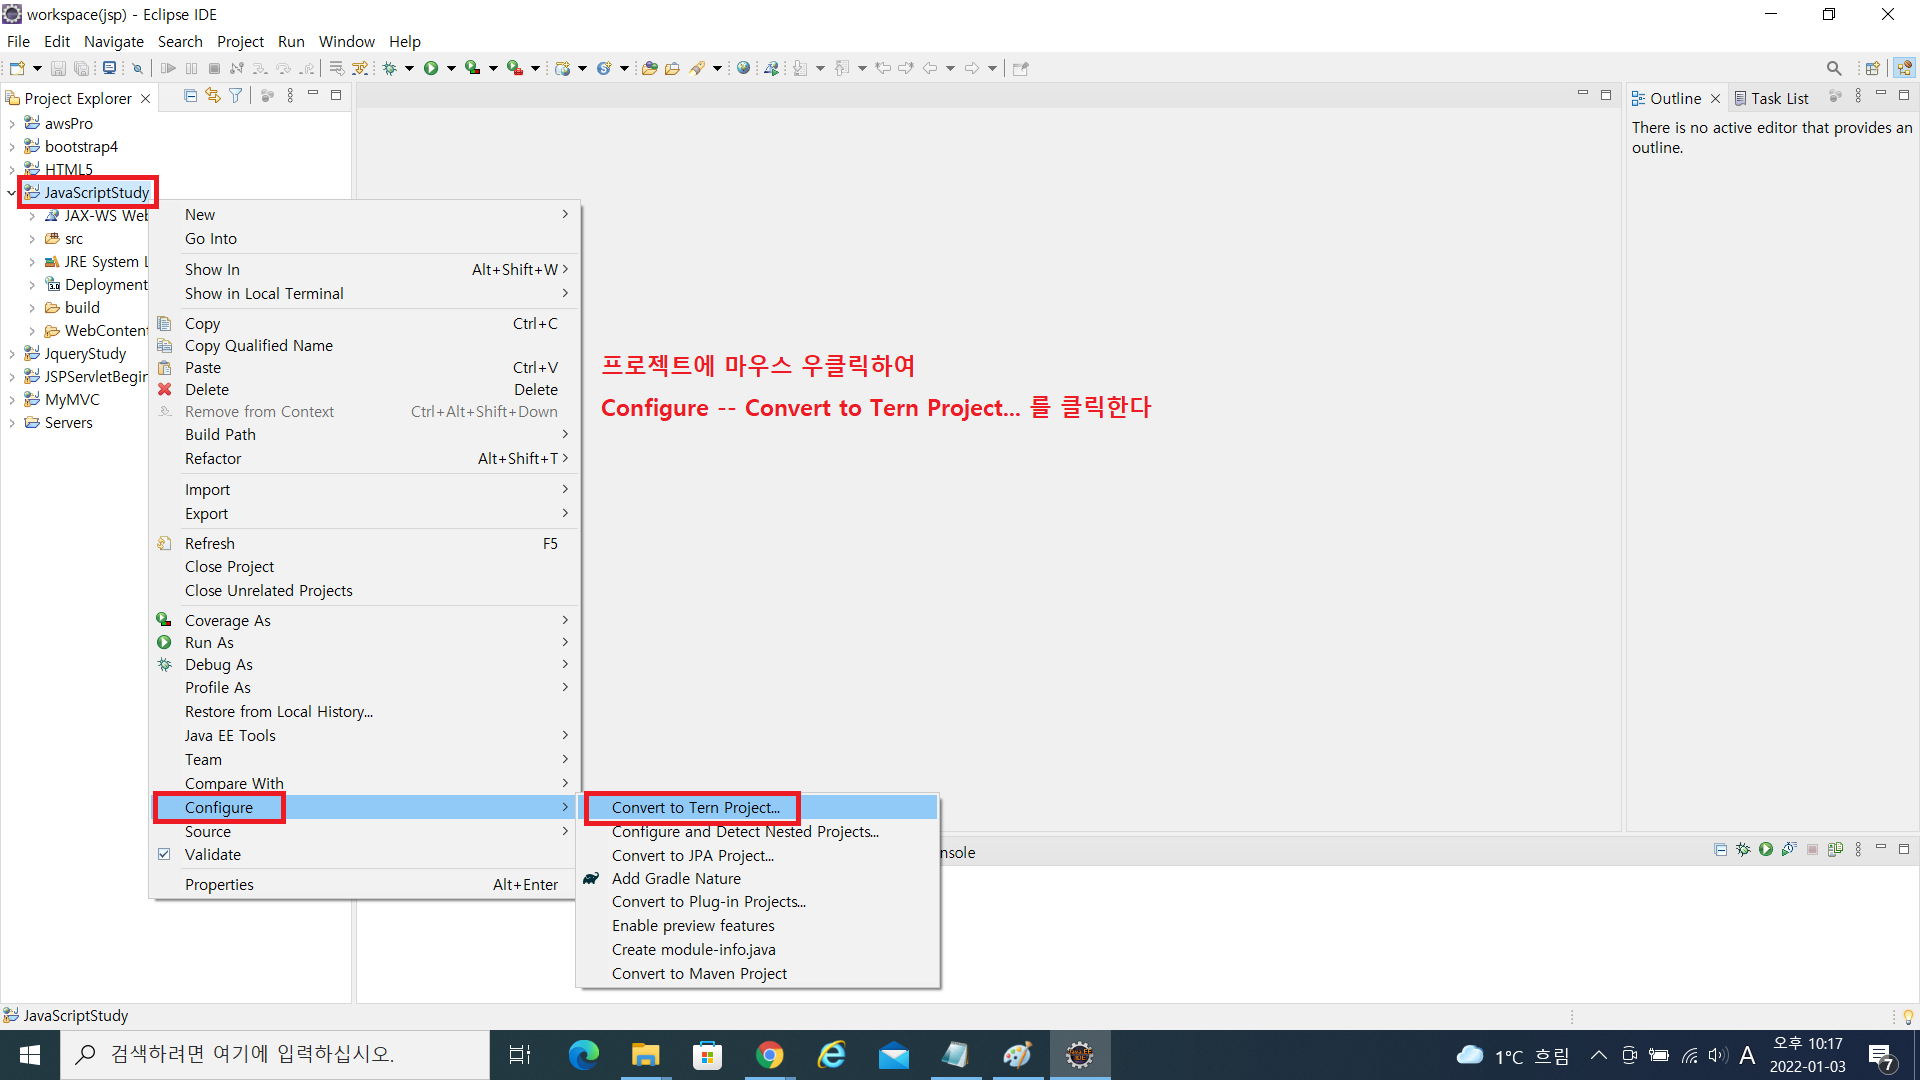 workspace(jsp) - Eclipse IDE
File Edit Navigate Search Project Run Window Help
Project Explorer
awsPro
bootstrap4
HTML5
JavaScriptStudy
JAX-WS Web
src
JRE System L
Deployment
build
WebContent
JqueryStudy
JSPServletBegin
MyMVC
Servers
New
Go Into
Show In Alt+Shift+W
Show in Local Terminal
Copy Ctrl+C
Copy Qualified Name
Paste Ctrl+V
Delete Delete
Remove from Context Ctrl+Alt+Shift+Down
Build Path
Refactor Alt+Shift+T
Import
Export
Refresh F5
Close Project
Close Unrelated Projects
Coverage As
Run As
Debug As
Profile As
Restore from Local History...
Java EE Tools
Team
Compare With
Configure
Source
Validate
Properties Alt+Enter
Convert to Tern Project...
Configure and Detect Nested Projects...
Convert to JPA Project...
Add Gradle Nature
Convert to Plug-in Projects...
Enable preview features
Create module-info.java
Convert to Maven Project
프로젝트에 마우스 우클릭하여
Configure -- Convert to Tern Project... 를 클릭한다
Outline Task List
There is no active editor that provides an
outline.
nsole
JavaScriptStudy
검색하려면 여기에 입력하십시오.
1°C 흐림
A
오후 10:17
2022-01-03
7